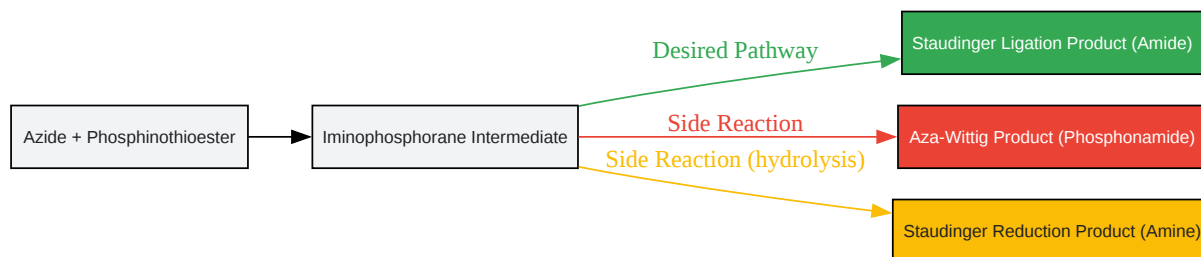 Desired Pathway
Staudinger Ligation Product (Amide)
Azide + Phosphinothioester
Iminophosphorane Intermediate
Side Reaction
Aza-Wittig Product (Phosphonamide)
Side Reaction (hydrolysis)
Staudinger Reduction Product (Amine)